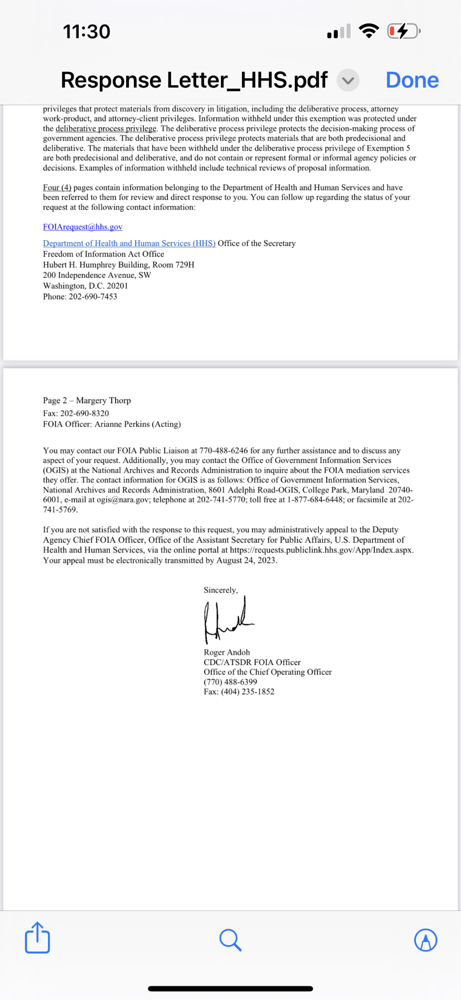 11:30
Response Letter_HHS.pdf
Done
privileges that protect materials from discovery in litigation, including the deliberative process, attorney
work-product, and attorney-client privileges. Information withheld under this exemption was protected under
the deliberative process privilege. The deliberative process privilege protects the decision-making process of
government agencies. The deliberative process privilege protects materials that are both predecisional and
deliberative. The materials that have been withheld under the deliberative process privilege of Exemption 5
are both predecisional and deliberative, and do not contain or represent formal or informal agency policies or
decisions. Examples of information withheld include technical reviews of proposal information.
Four (4) pages contain information belonging to the Department of Health and Human Services and have
been referred to them for review and direct response to you. You can follow up regarding the status of your
request at the following contact information:
FOIArequest@hhs.gov
Department of Health and Human Services (HHS) Office of the Secretary
Freedom of Information Act Office
Hubert H. Humphrey Building, Room 729H
200 Independence Avenue, SW
Washington, D.C. 20201
Phone: 202-690-7453
Page 2 – Margery Thorp
Fax: 202-690-8320
FOIA Officer: Arianne Perkins (Acting)
You may contact our FOIA Public Liaison at 770-488-6246 for any further assistance and to discuss any
aspect of your request. Additionally, you may contact the Office of Government Information Services
(OGIS) at the National Archives and Records Administration to inquire about the FOIA mediation services
they offer. The contact information for OGIS is as follows: Office of Government Information Services,
National Archives and Records Administration, 8601 Adelphi Road-OGIS, College Park, Maryland  20740-
6001, e-mail at ogis@nara.gov; telephone at 202-741-5770; toll free at 1-877-684-6448; or facsimile at 202-
741-5769.
If you are not satisfied with the response to this request, you may administratively appeal to the Deputy
Agency Chief FOIA Officer, Office of the Assistant Secretary for Public Affairs, U.S. Department of
Health and Human Services, via the online portal at https://requests.publiclink.hhs.gov/App/Index.aspx.
Your appeal must be electronically transmitted by August 24, 2023.
Sincerely,
Roger Andoh
CDC/ATSDR FOIA Officer
Office of the Chief Operating Officer
(770) 488-6399
Fax: (404) 235-1852